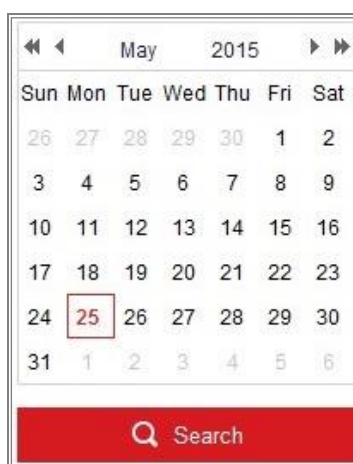 May 2015
Sun Mon Tue Wed Thu Fri Sat
26 27 28 29 30 1 2
3 4 5 6 7 8 9
10 11 12 13 14 15 16
17 18 19 20 21 22 23
24 25 26 27 28 29 30
31 1 2 3 4 5 6
Search